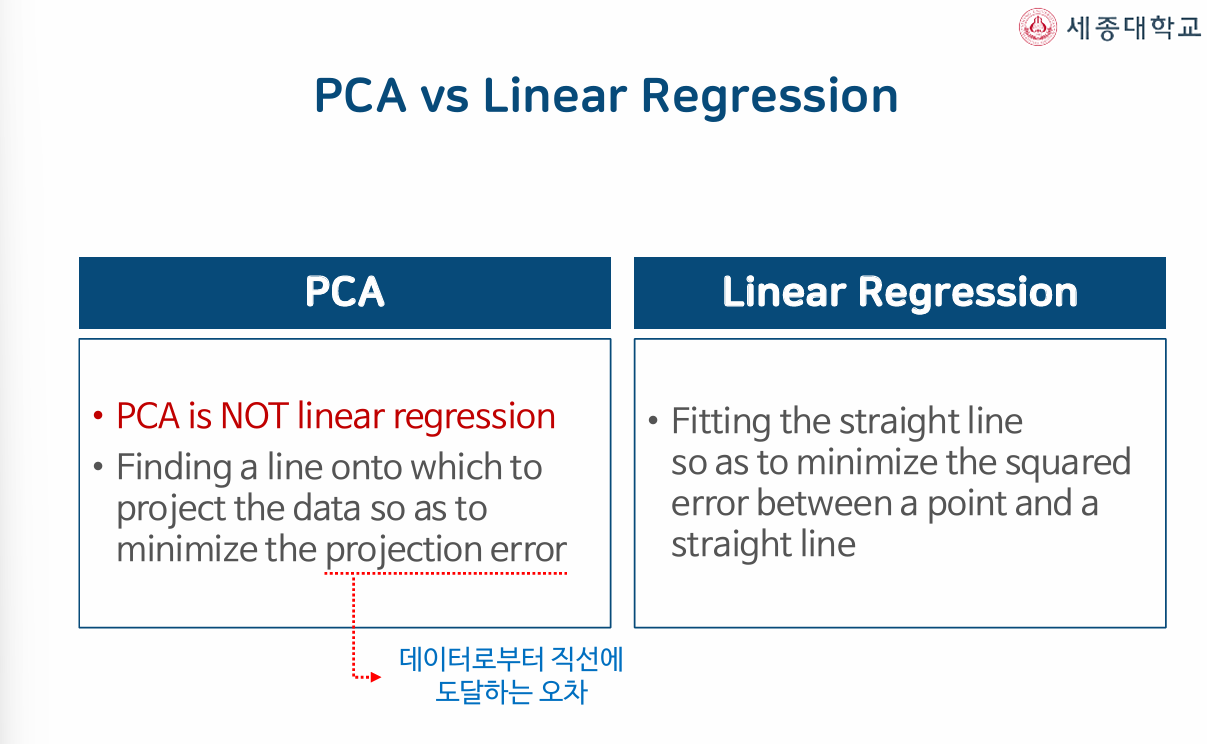 세종대학교
PCA vs Linear Regression
PCA
• PCA is NOT linear regression
• Finding a line onto which to
project the data so as to
minimize the projection error
데이터로부터 직선에
도달하는 오차
Linear Regression
• Fitting the straight line
so as to minimize the squared
error between a point and a
straight line